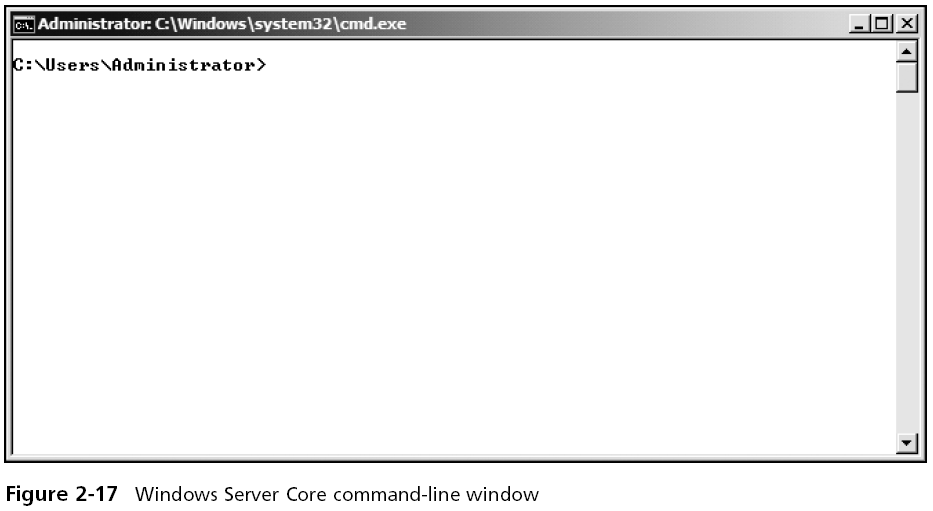 Administrator: C:\Windows\system32\cmd.exe
C:\Users\Administrator>
Figure 2-17 Windows Server Core command-line window